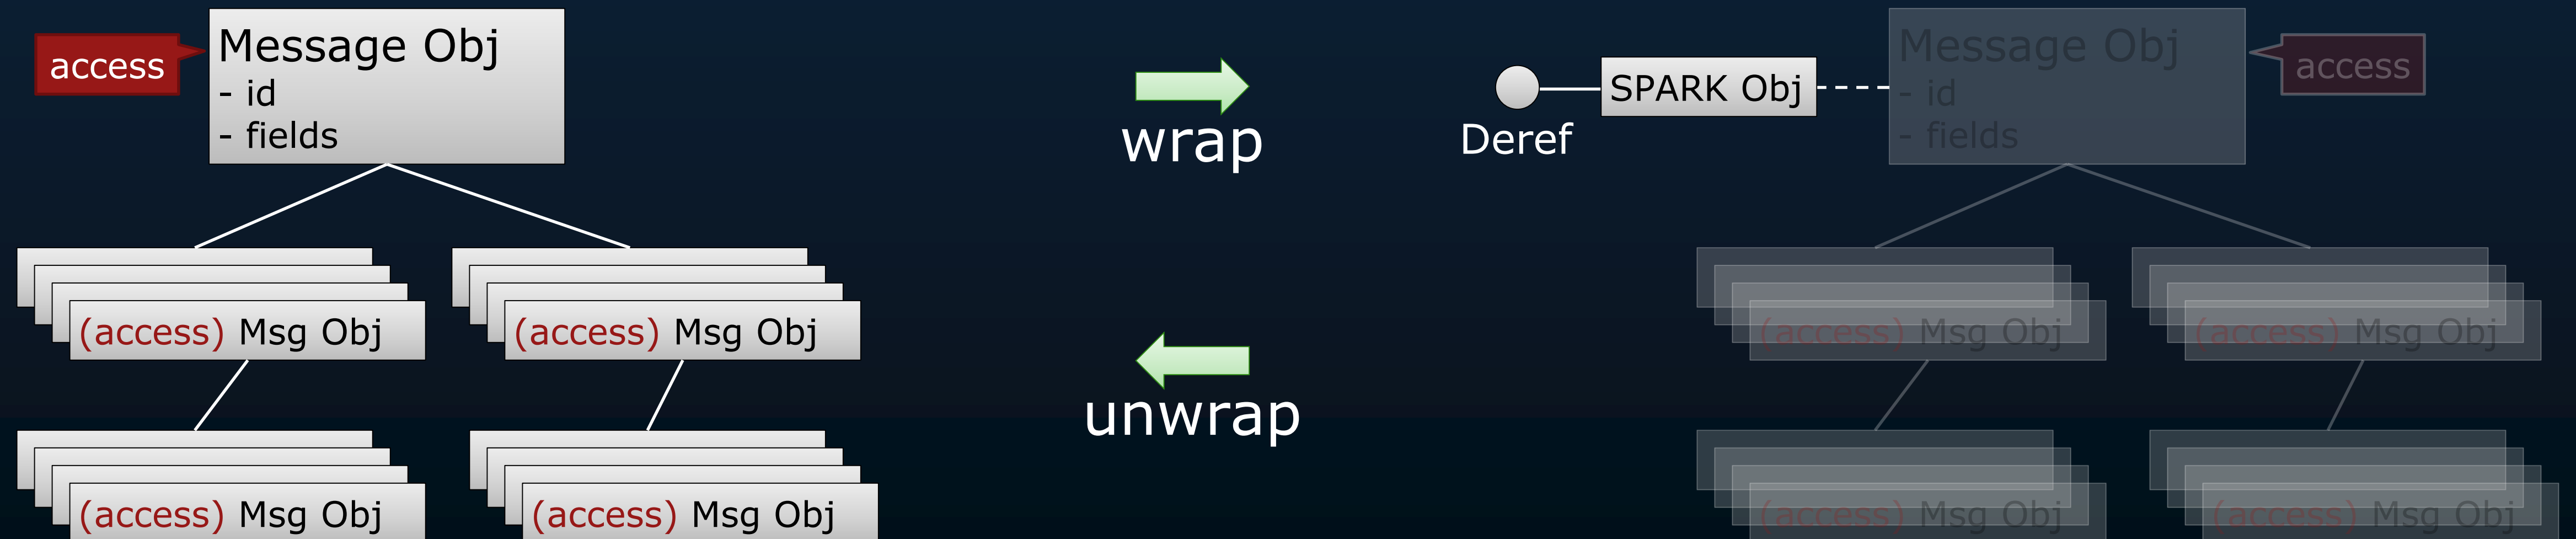 access
Message Obj
- id
- fields
(access) Msg Obj
(access) Msg Obj
(access) Msg Obj
(access) Msg Obj
wrap
unwrap
Deref
SPARK Obj
Message Obj
- id
- fields
access
(access) Msg Obj
(access) Msg Obj
(access) Msg Obj
(access) Msg Obj